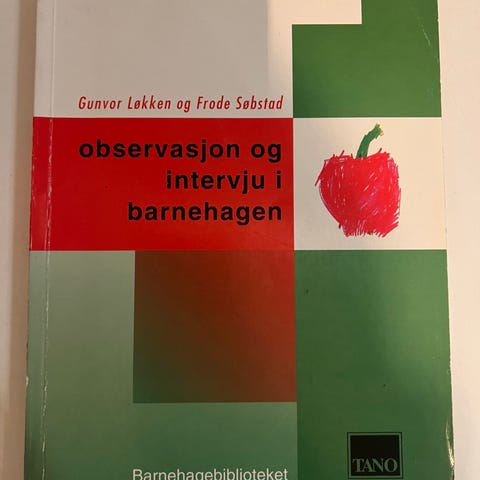 Gunvor Løkken og Frode Søbstad
observasjon og
intervju i
barnehagen
TANO
Barnehagebiblioteket